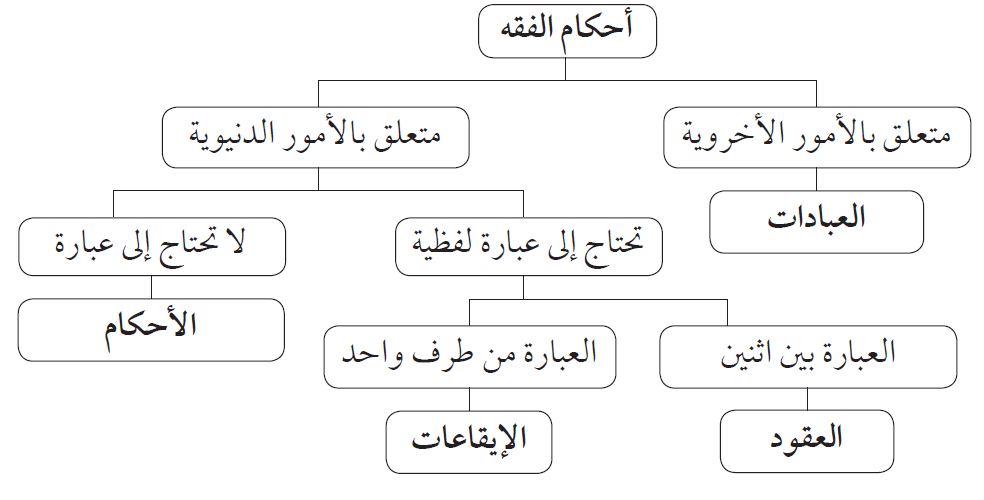 أحكام الفقه
متعلق بالأمور الأخروية
متعلق بالأمور الدنيوية
العبادات
تحتاج إلى عبارة لفظية
لا تحتاج إلى عبارة
الأحكام
العبارة بين اثنين
العبارة من طرف واحد
العقود
الإيقاعات